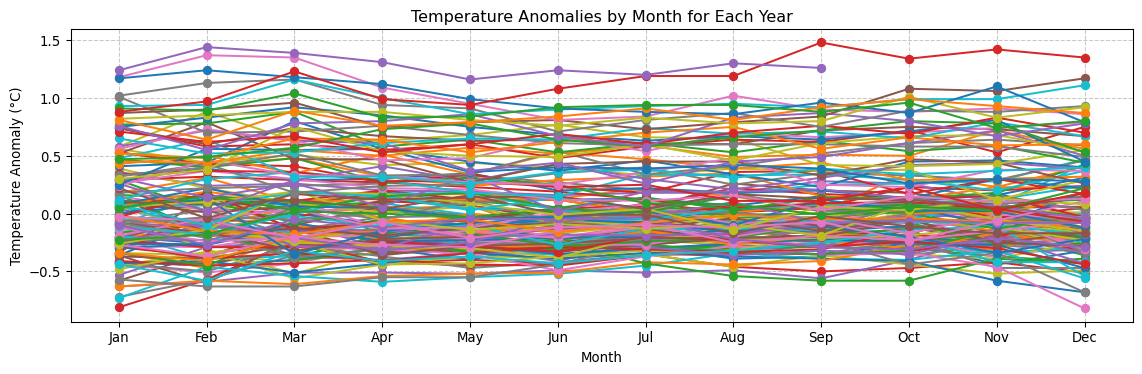 Temperature Anomalies by Month for Each Year
Temperature Anomaly (°C)
1.5
1.0
0.5
0.0
−0.5
Jan Feb Mar Apr May Jun Jul Aug Sep Oct Nov Dec
Month